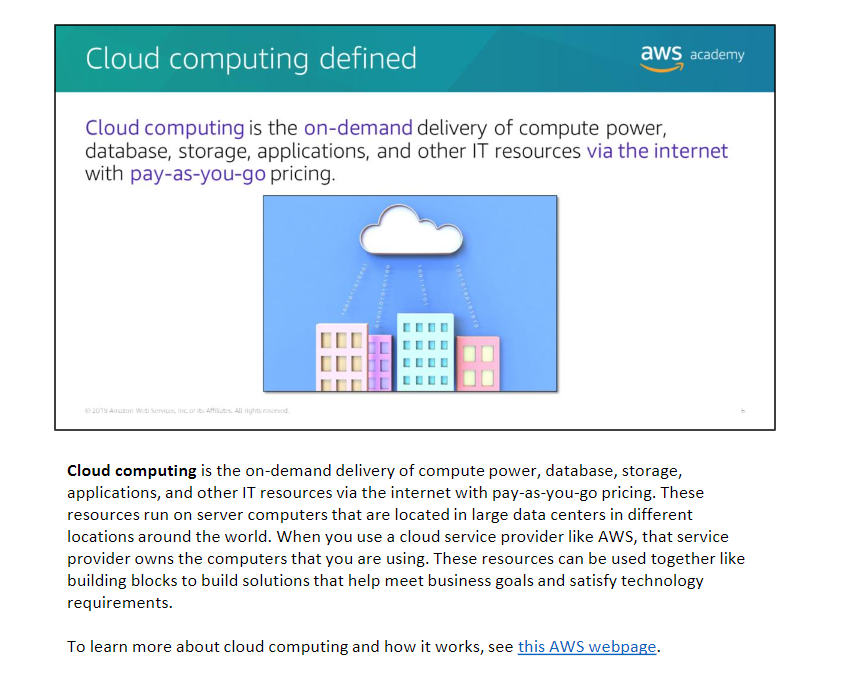 Cloud computing defined
aws academy
Cloud computing is the on-demand delivery of compute power,
database, storage, applications, and other IT resources via the internet
with pay-as-you-go pricing.
© 2019 Amazon Web Services, Inc. or its Affiliates. All rights reserved.
Cloud computing is the on-demand delivery of compute power, database, storage,
applications, and other IT resources via the internet with pay-as-you-go pricing. These
resources run on server computers that are located in large data centers in different
locations around the world. When you use a cloud service provider like AWS, that service
provider owns the computers that you are using. These resources can be used together like
building blocks to build solutions that help meet business goals and satisfy technology
requirements.
To learn more about cloud computing and how it works, see this AWS webpage.